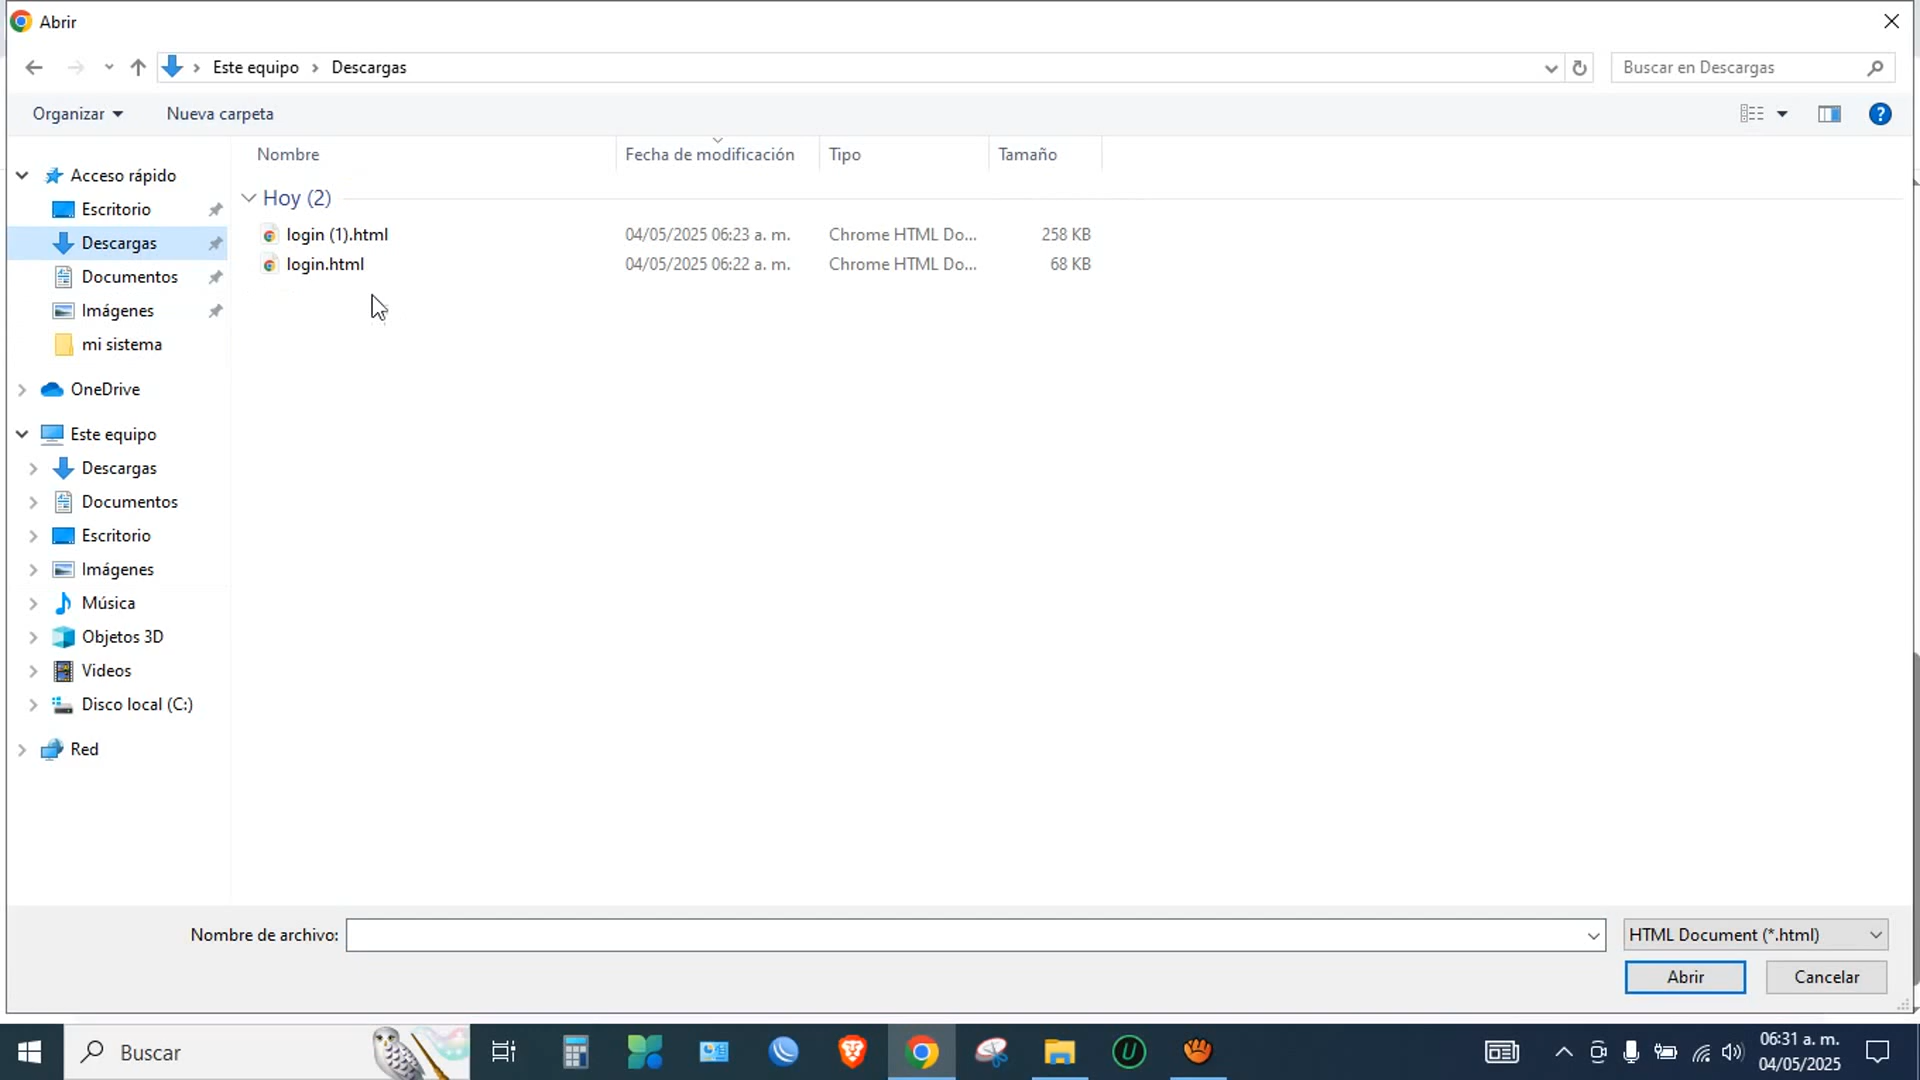 Abrir
Este equipo > Descargas
Buscar en Descargas
Organizar
Nueva carpeta
?
Nombre
Fecha de modificación
Tipo
Tamaño
Acceso rápido
Escritorio
Descargas
Documentos
Imágenes
mi sistema
OneDrive
Este equipo
Descargas
Documentos
Escritorio
Imágenes
Música
Objetos 3D
Videos
Disco local (C:)
Red
Hoy (2)
login (1).html 04/05/2025 06:23 a. m. Chrome HTML Do... 258 KB
login.html 04/05/2025 06:22 a. m. Chrome HTML Do... 68 KB
Nombre de archivo:
HTML Document (*.html)
Abrir
Cancelar
Buscar
U
06:31 a. m.
04/05/2025